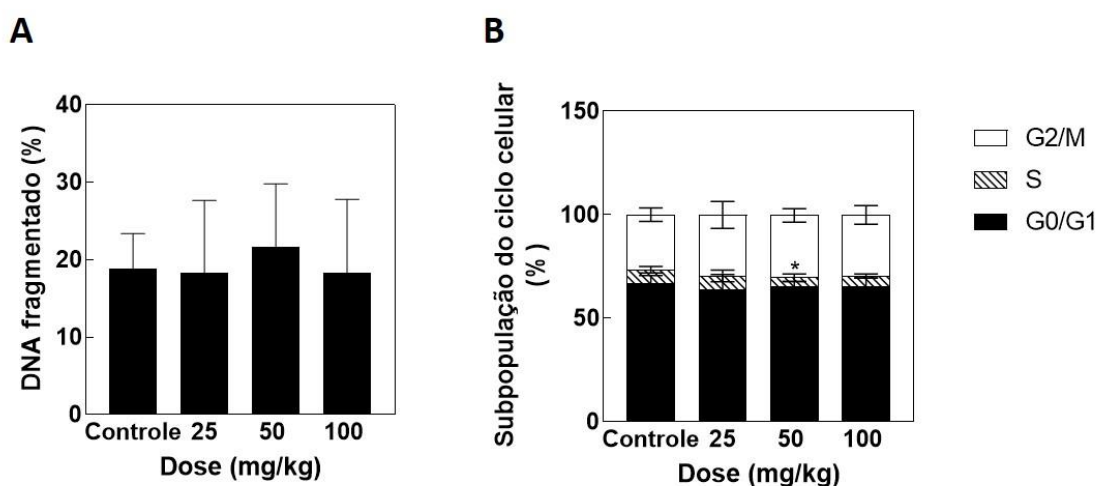 A
DNA fragmentado (%)
40
30
20
10
0
Controle 25 50 100
Dose (mg/kg)
B
Subpopulação do ciclo celular
(%)
150
100
50
0
*
Controle 25 50 100
Dose (mg/kg)
G2/M
S
G0/G1